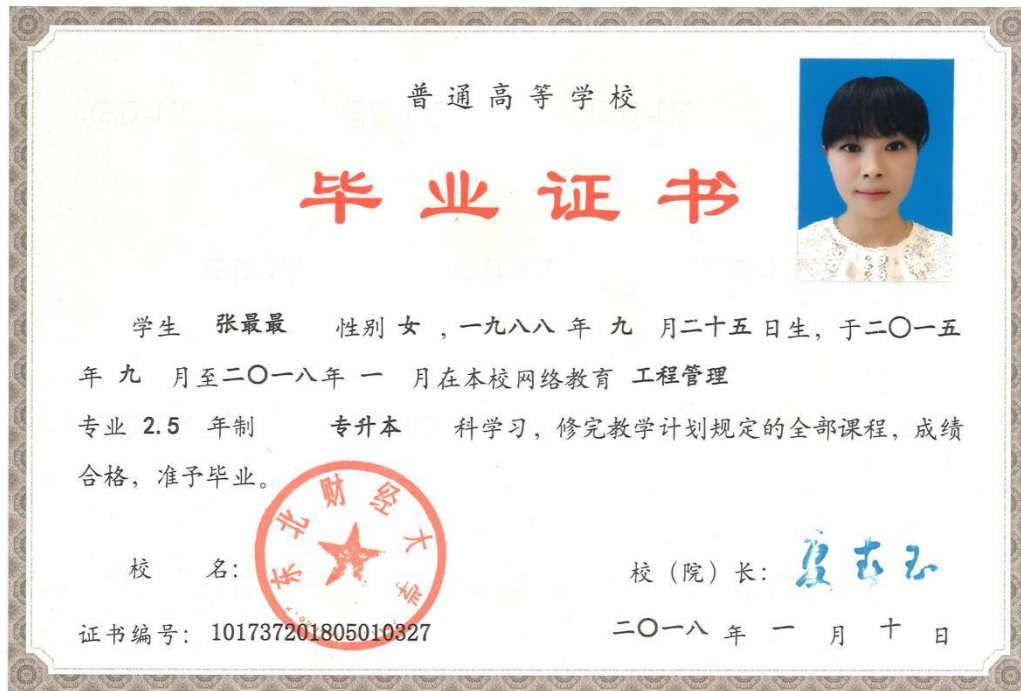 普通高等学校
毕业证书
学生 张最最 性别 女 ，一九八八 年 九 月二十五 日生，于二〇一五
年 九 月至二〇一八年 一 月在本校网络教育 工程管理
专业 2.5 年制 专升本 科学习，修完教学计划规定的全部课程，成绩
合格，准予毕业。
东北财经大学
校 名： 校（院）长：
证书编号：101737201805010327 二〇一八 年 一 月 十 日